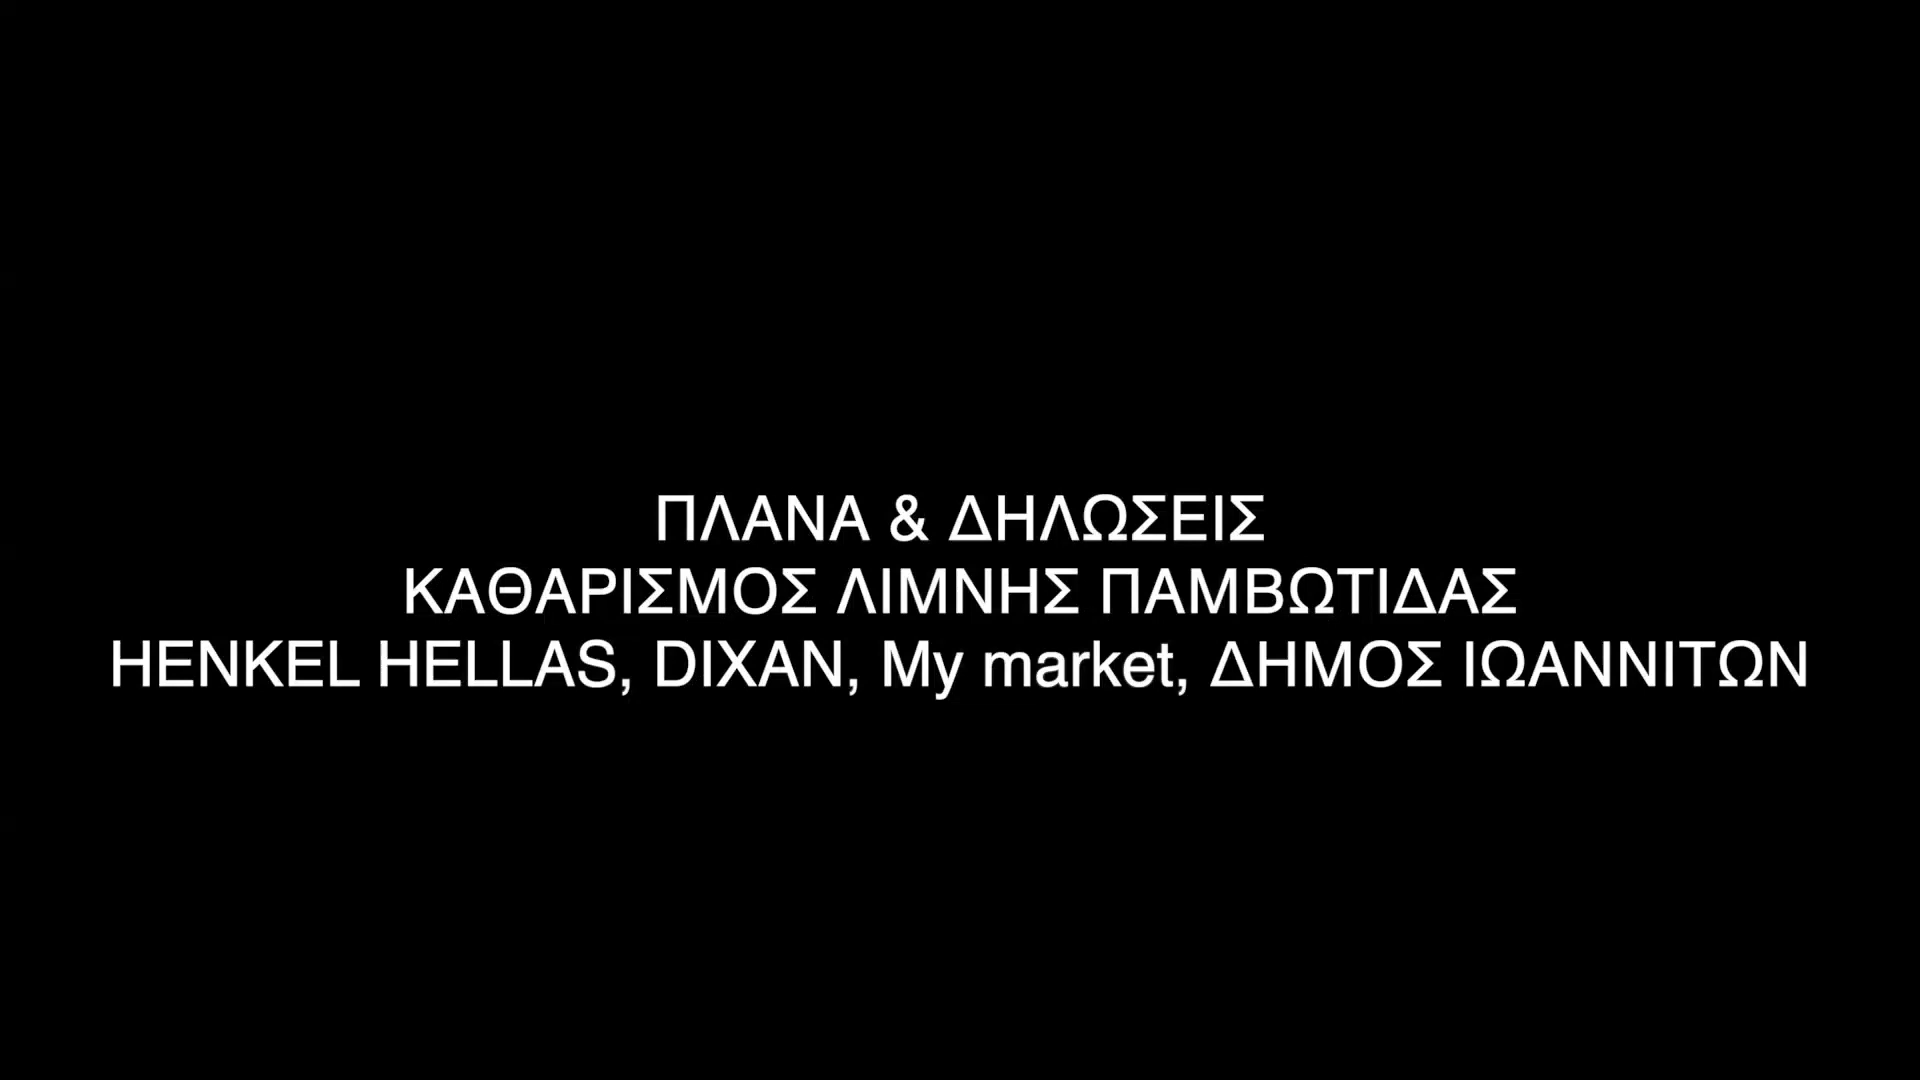 ΠΛΑΝΑ & ΔΗΛΩΣΕΙΣ
ΚΑΘΑΡΙΣΜΟΣ ΛΙΜΝΗΣ ΠΑΜΒΩΤΙΔΑΣ
HENKEL HELLAS, DIXAN, My market, ΔΗΜΟΣ ΙΩΑΝΝΙΤΩΝ